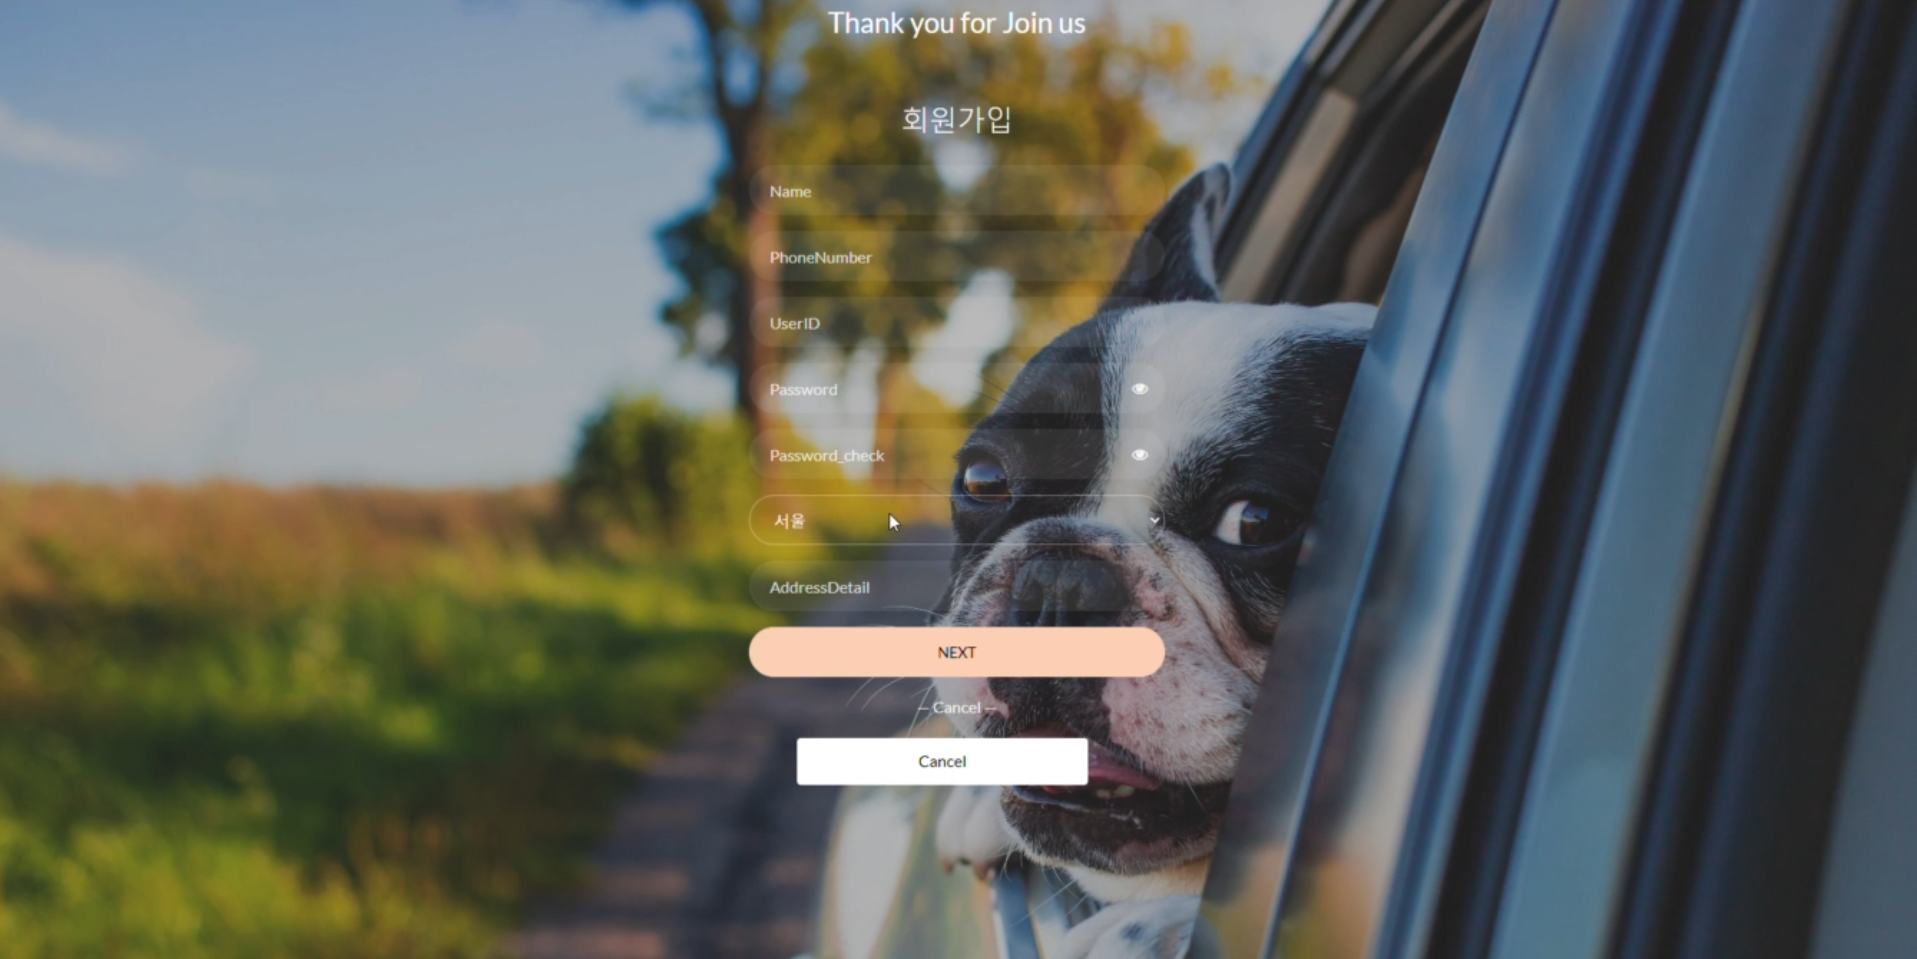 Thank you for Join us
회원가입
Name
PhoneNumber
UserID
Password
Password_check
서울
AddressDetail
NEXT
— Cancel —
Cancel